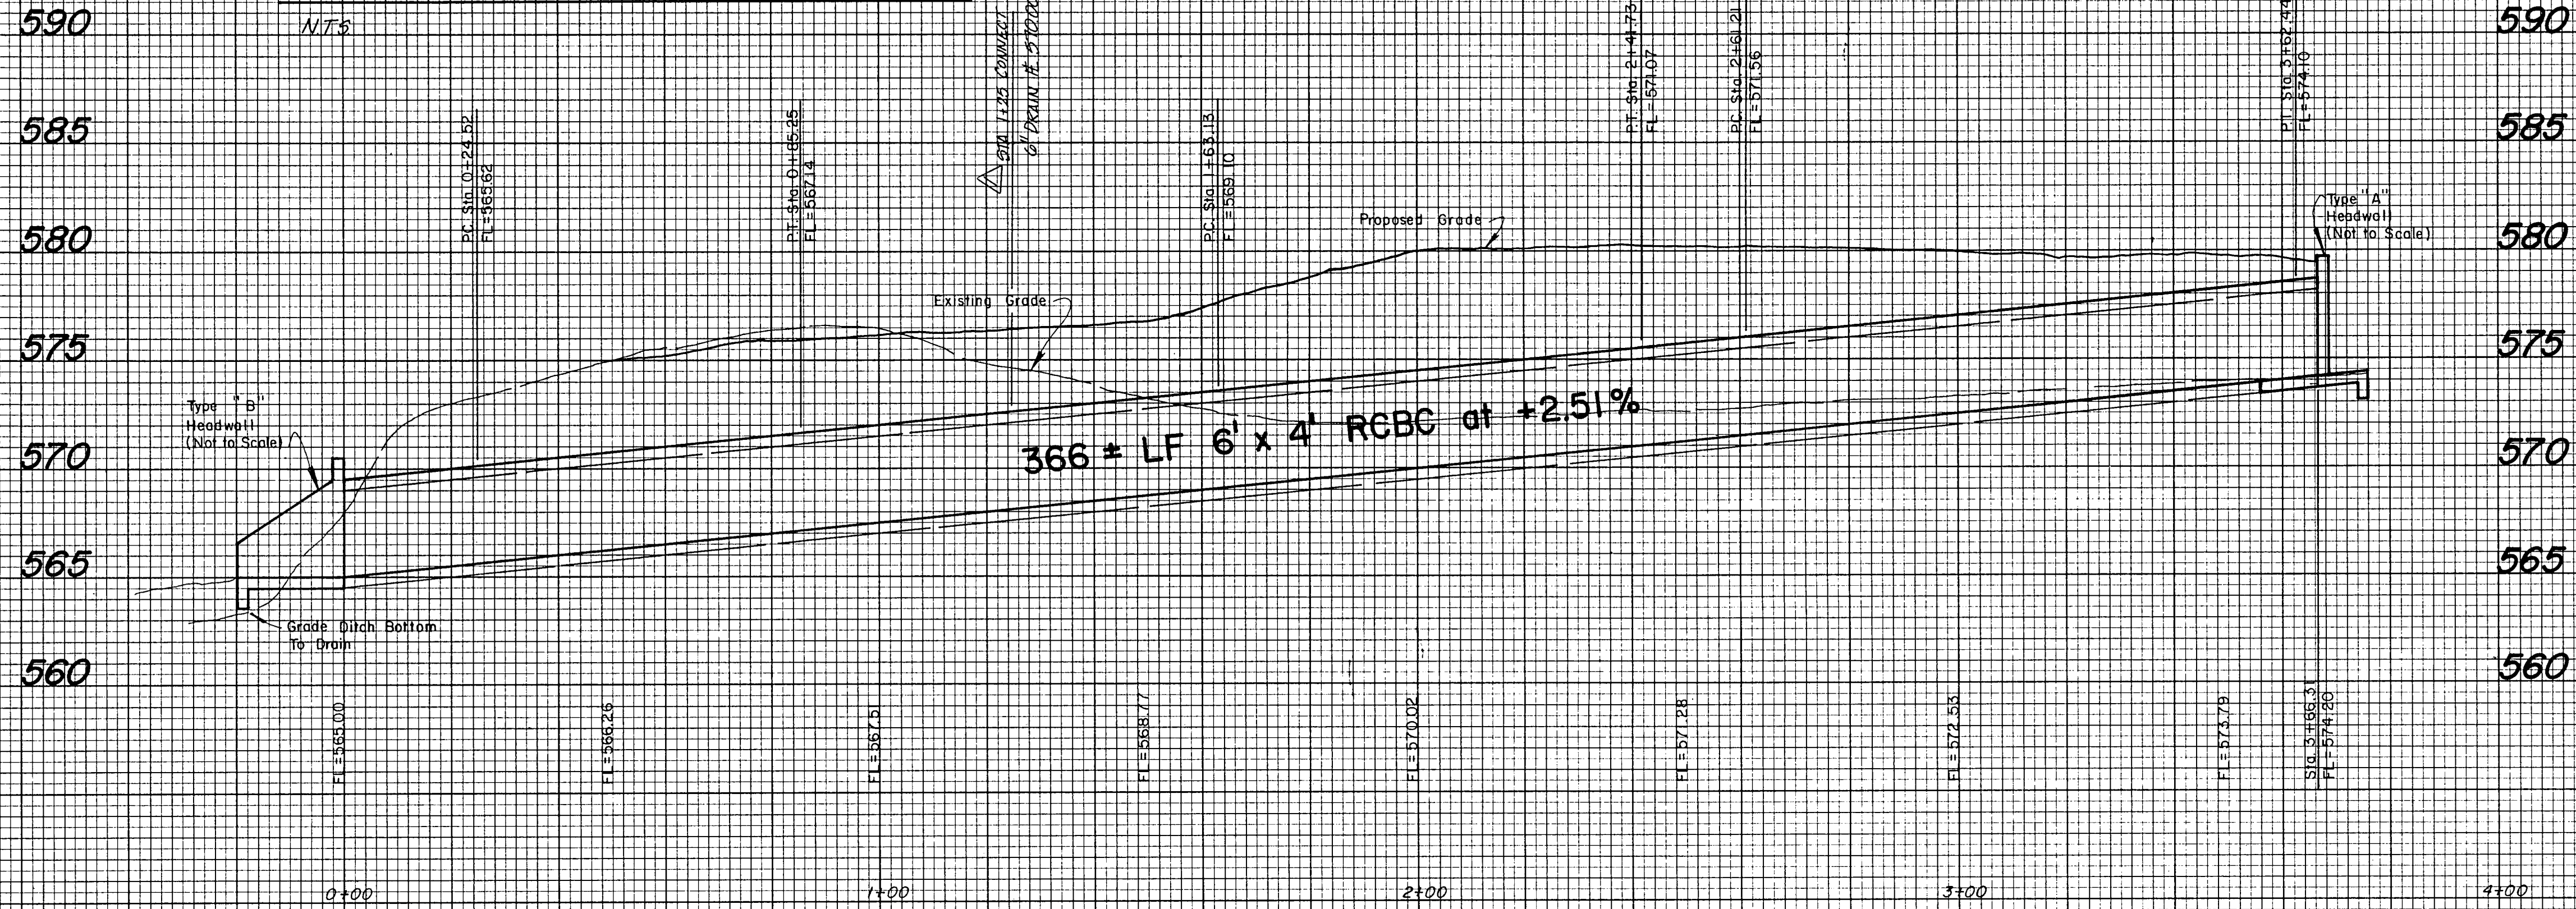 590
NTS
590
STA 1+25 CONNECT
6" DRAIN
P.T. Sta. 2+41.73
FL=571.07
P.C. Sta. 2+61.21
FL=571.56
P.T. Sta. 3+62.44
FL=574.10
585
585
P.C. Sta. 0+24.52
FL=565.62
P.T. Sta. 0+85.25
FL=567.14
P.C. Sta. 1+63.13
FL=569.10
580
Proposed Grade
Type "A"
Headwall
(Not to Scale)
580
Existing Grade
575
575
Type "B"
Headwall
(Not to Scale)
366 ± LF 6' x 4' RCBC at +2.51%
570
570
565
565
Grade Ditch Bottom
To Drain
560
560
FL=565.00
FL=566.26
FL=567.5
FL=568.77
FL=570.02
FL=571.28
FL=572.53
FL=573.79
Sta. 3+66.31
FL=574.20
0+00
1+00
2+00
3+00
4+00